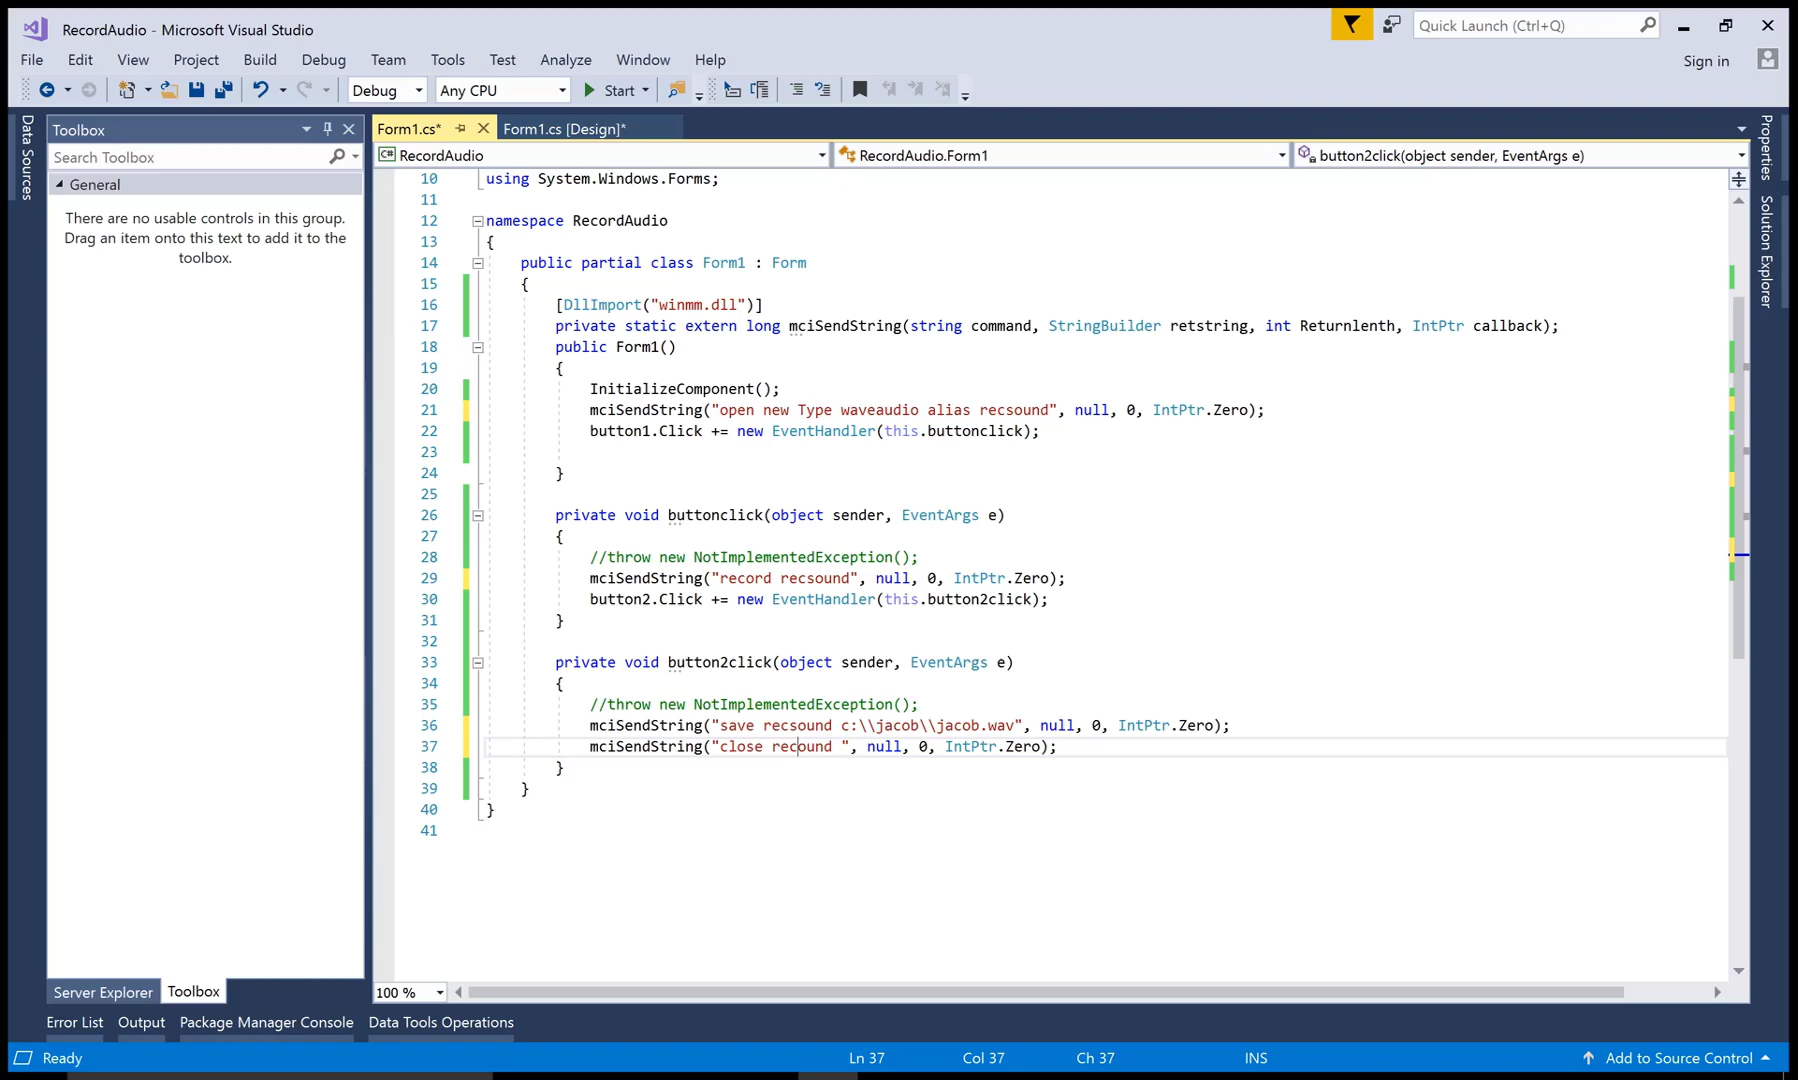 RecordAudio - Microsoft Visual Studio
Quick Launch (Ctrl+Q)
File Edit View Project Build Debug Team Tools Test Analyze Window Help
Sign in
Debug Any CPU Start
Data Sources
Toolbox
Search Toolbox
General
There are no usable controls in this group.
Drag an item onto this text to add it to the
toolbox.
Server Explorer Toolbox
Form1.cs* Form1.cs [Design]*
RecordAudio RecordAudio.Form1 button2click(object sender, EventArgs e)
10 using System.Windows.Forms;
11
12 namespace RecordAudio
13 {
14 public partial class Form1 : Form
15 {
16 [DllImport("winmm.dll")]
17 private static extern long mciSendString(string command, StringBuilder retstring, int Returnlenth, IntPtr callback);
18 public Form1()
19 {
20 InitializeComponent();
21 mciSendString("open new Type waveaudio alias recsound", null, 0, IntPtr.Zero);
22 button1.Click += new EventHandler(this.buttonclick);
23
24 }
25
26 private void buttonclick(object sender, EventArgs e)
27 {
28 //throw new NotImplementedException();
29 mciSendString("record recsound", null, 0, IntPtr.Zero);
30 button2.Click += new EventHandler(this.button2click);
31 }
32
33 private void button2click(object sender, EventArgs e)
34 {
35 //throw new NotImplementedException();
36 mciSendString("save recsound c:\\jacob\\jacob.wav", null, 0, IntPtr.Zero);
37 mciSendString("close recound ", null, 0, IntPtr.Zero);
38 }
39 }
40 }
41
100 %
Properties
Solution Explorer
Error List Output Package Manager Console Data Tools Operations
Ready Ln 37 Col 37 Ch 37 INS Add to Source Control